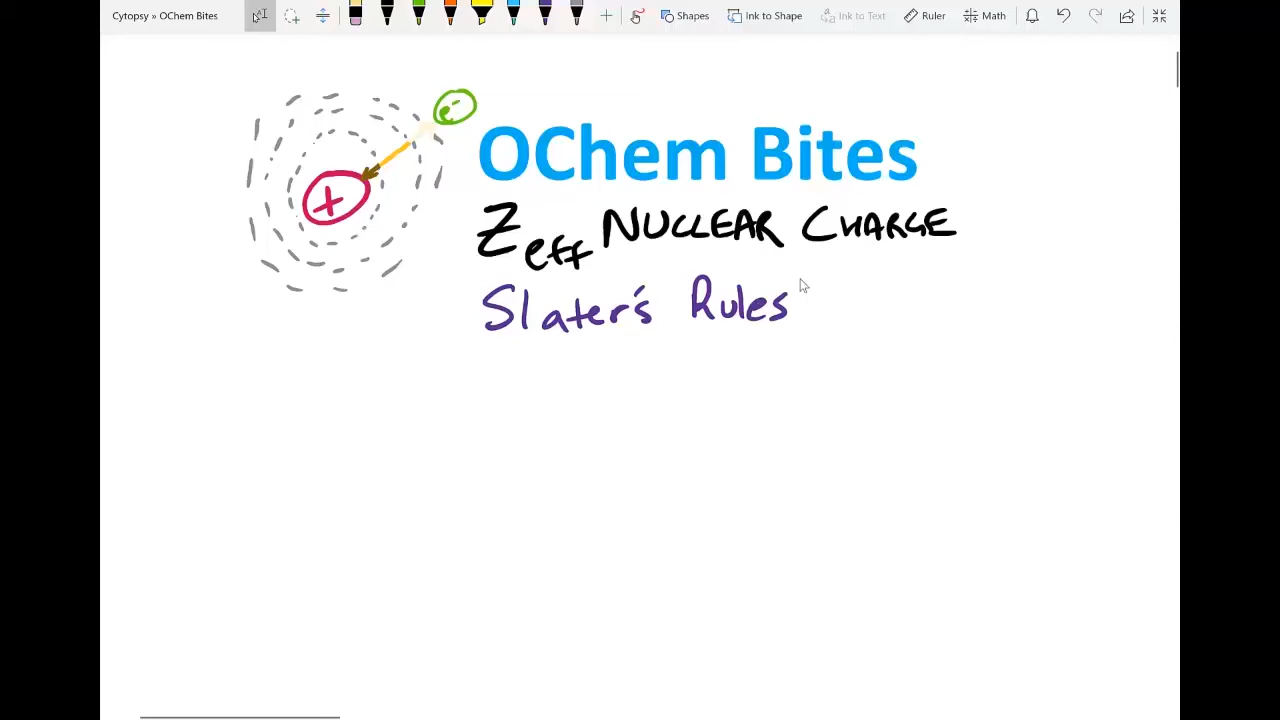 Cytopsy » OChem Bites
Shapes
Ink to Shape
Ink to Text
Ruler
Math
+
e-
OChem Bites
Zeff NUCLEAR CHARGE
Slater's Rules